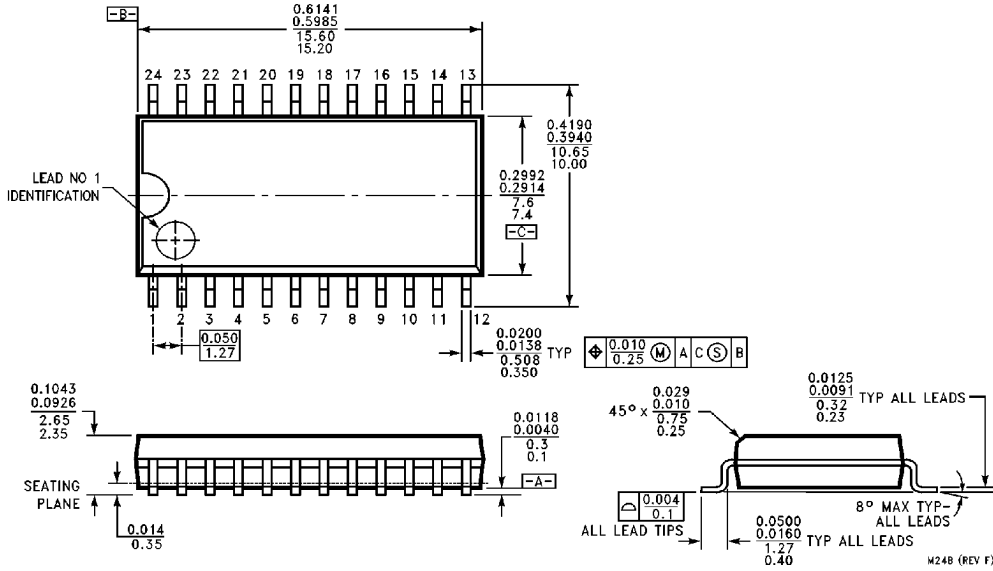 -B-
0.6141
0.5985
15.60
15.20
24 23 22 21 20 19 18 17 16 15 14 13
0.4190
0.3940
10.65
10.00
LEAD NO 1
IDENTIFICATION
0.2992
0.2914
7.6
7.4
-C-
1 2 3 4 5 6 7 8 9 10 11 12
0.050
1.27
0.0200
0.0138 TYP
0.508
0.350
⌖ 0.010 Ⓜ A C Ⓢ B
0.25
0.1043
0.0926
2.65
2.35
0.0118
0.0040
0.3
0.1
-A-
SEATING
PLANE
0.014
0.35
45° x 0.029
0.010
0.75
0.25
0.0125
0.0091 TYP ALL LEADS
0.32
0.23
0.004
0.1
ALL LEAD TIPS
0.0500
0.0160 TYP ALL LEADS
1.27
0.40
8° MAX TYP-
ALL LEADS
M24B (REV F)